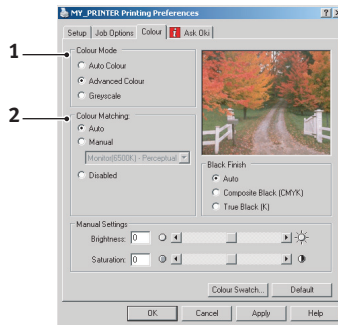 MY_PRINTER Printing Preferences
Setup Job Options Colour Ask Oki
1
Colour Mode
Auto Colour
Advanced Colour
Greyscale
2
Colour Matching:
Auto
Manual
Monitor(6500K) - Perceptual
Disabled
Black Finish
Auto
Composite Black (CMYK)
True Black (K)
Manual Settings
Brightness: 0
Saturation: 0
Colour Swatch... Default
OK Cancel Apply Help